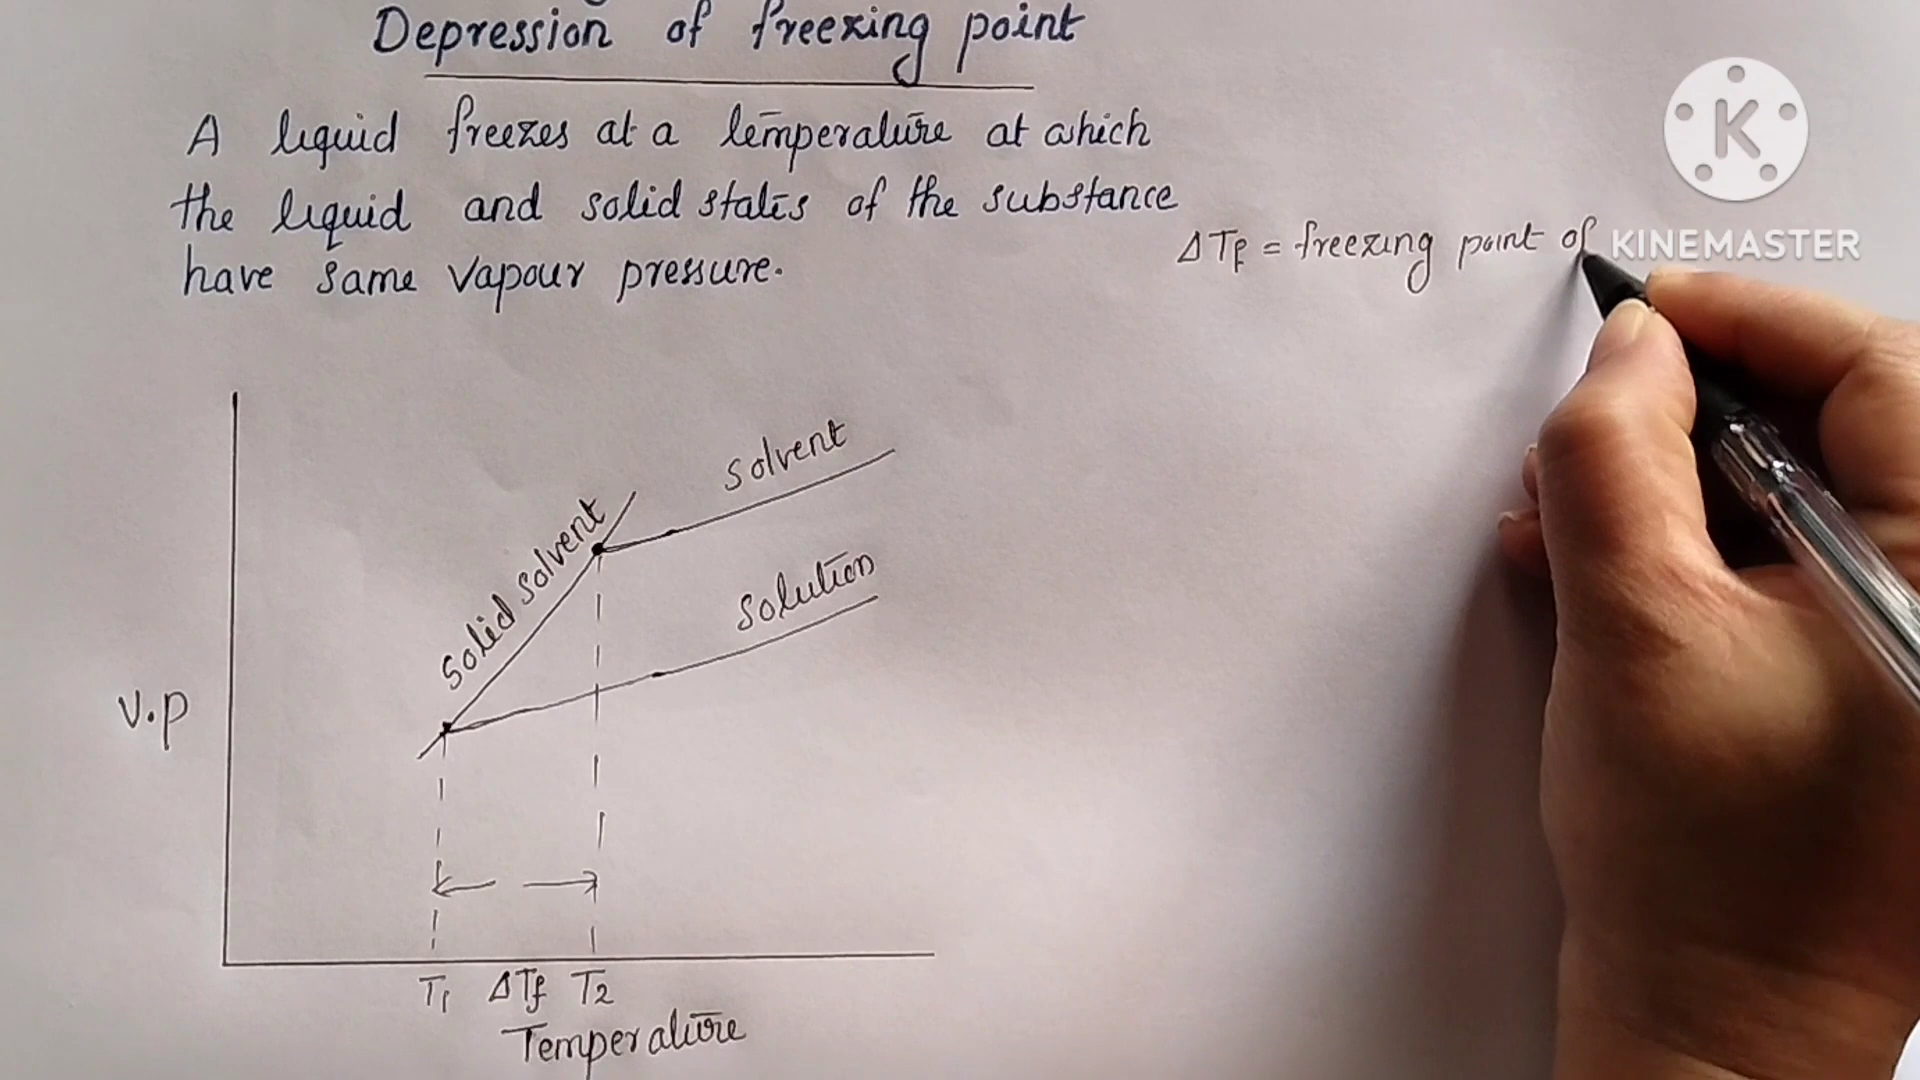 Depression of freezing point
A liquid freezes at a temperature at which
the liquid and solid states of the substance
have same vapour pressure.
ΔTf = freezing point of
K
KINEMASTER
solvent
solid solvent
solution
v.p
T1 ΔTf T2
Temperature